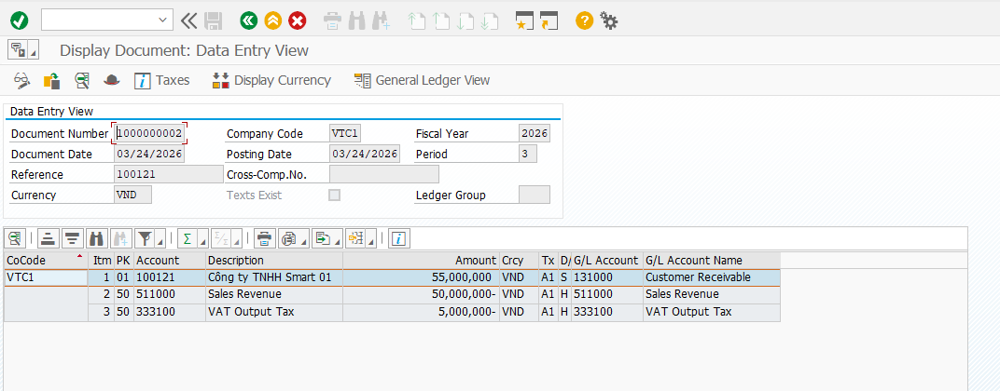 Display Document: Data Entry View
Taxes Display Currency General Ledger View
Data Entry View
Document Number 1000000002 Company Code VTC1 Fiscal Year 2026
Document Date 03/24/2026 Posting Date 03/24/2026 Period 3
Reference 100121 Cross-Comp.No.
Currency VND Texts Exist Ledger Group
CoCode Itm PK Account Description Amount Crcy Tx D/ G/L Account G/L Account Name
VTC1 1 01 100121 Công ty TNHH Smart 01 55,000,000 VND A1 S 131000 Customer Receivable
2 50 511000 Sales Revenue 50,000,000- VND A1 H 511000 Sales Revenue
3 50 333100 VAT Output Tax 5,000,000- VND A1 H 333100 VAT Output Tax